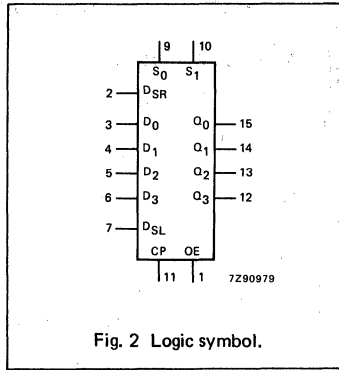 9 10
S0 S1
2 DSR
3 D0 Q0 15
4 D1 Q1 14
5 D2 Q2 13
6 D3 Q3 12
7 DSL
CP OE
11 1 7Z90979
Fig. 2 Logic symbol.